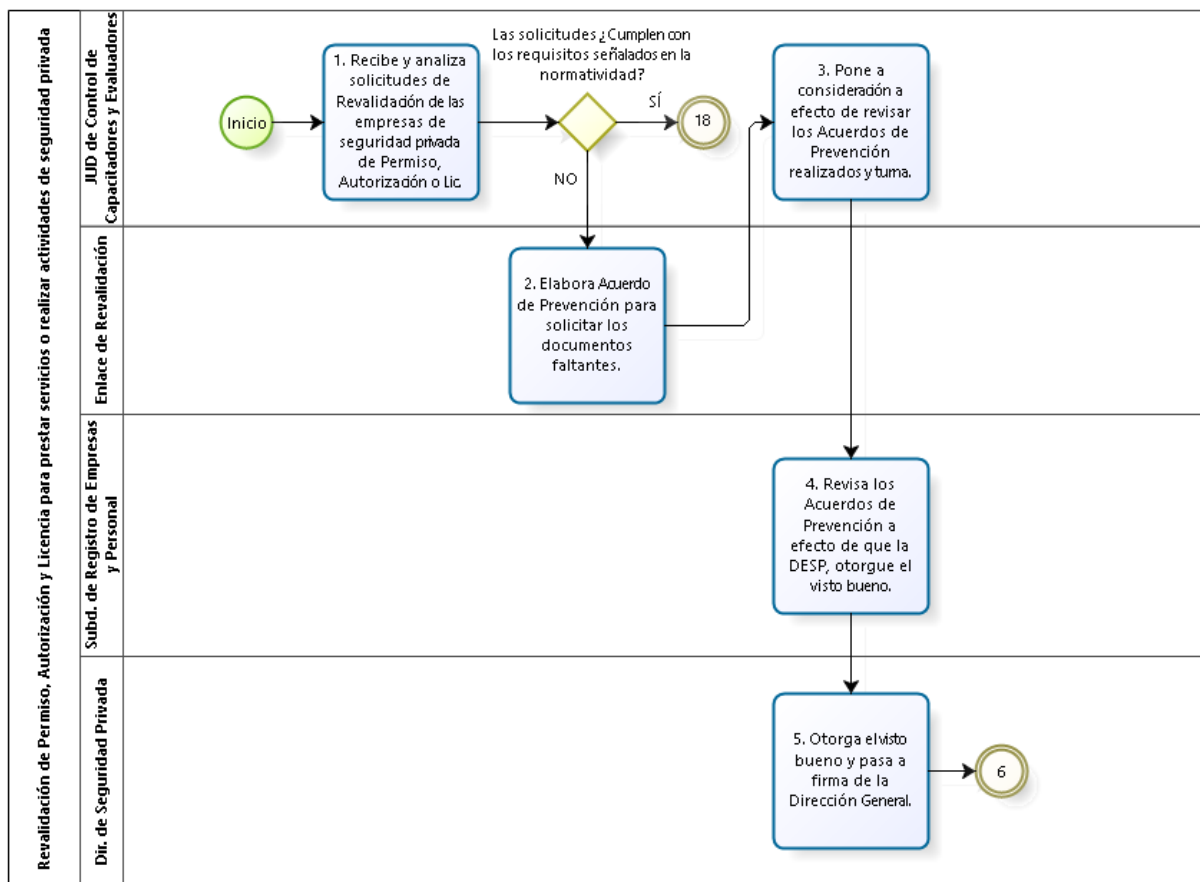 Revalidación de Permiso, Autorización y Licencia para prestar servicios o realizar actividades de seguridad privada
JUD de Control de
Capacitadores y Evaluadores
Inicio
1. Recibe y analiza
solicitudes de
Revalidación de las
empresas de
seguridad privada
de Permiso,
Autorización o Lic.
Las solicitudes ¿Cumplen con
los requisitos señalados en la
normatividad?
SÍ
18
NO
3. Pone a
consideración a
efecto de revisar
los Acuerdos de
Prevención
realizados y turna.
Enlace de Revalidación
2. Elabora Acuerdo
de Prevención para
solicitar los
documentos
faltantes.
Subd. de Registro de Empresas
y Personal
4. Revisa los
Acuerdos de
Prevención a
efecto de que la
DESP, otorgue el
visto bueno.
Dir. de Seguridad Privada
5. Otorga el visto
bueno y pasa a
firma de la
Dirección General.
6